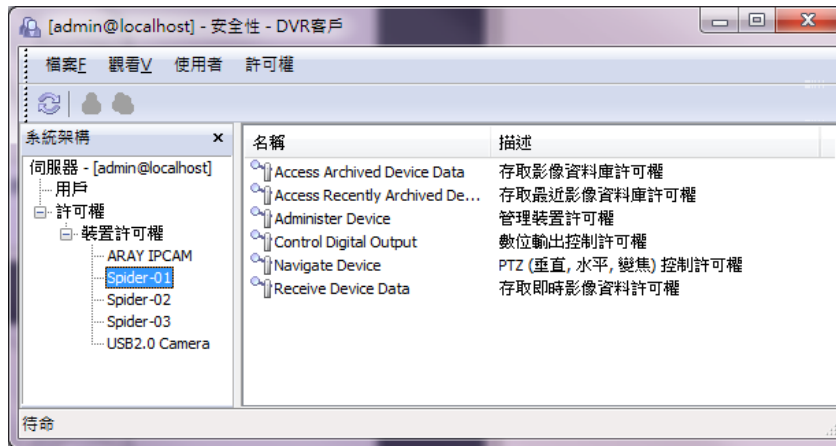 [admin@localhost] - 安全性 - DVR客戶
檔案F 觀看V 使用者 許可權
系統架構 x
伺服器 - [admin@localhost]
用戶
許可權
裝置許可權
ARAY IPCAM
Spider-01
Spider-02
Spider-03
USB2.0 Camera
名稱 描述
Access Archived Device Data 存取影像資料庫許可權
Access Recently Archived De... 存取最近影像資料庫許可權
Administer Device 管理裝置許可權
Control Digital Output 數位輸出控制許可權
Navigate Device PTZ (垂直, 水平, 變焦) 控制許可權
Receive Device Data 存取即時影像資料許可權
待命